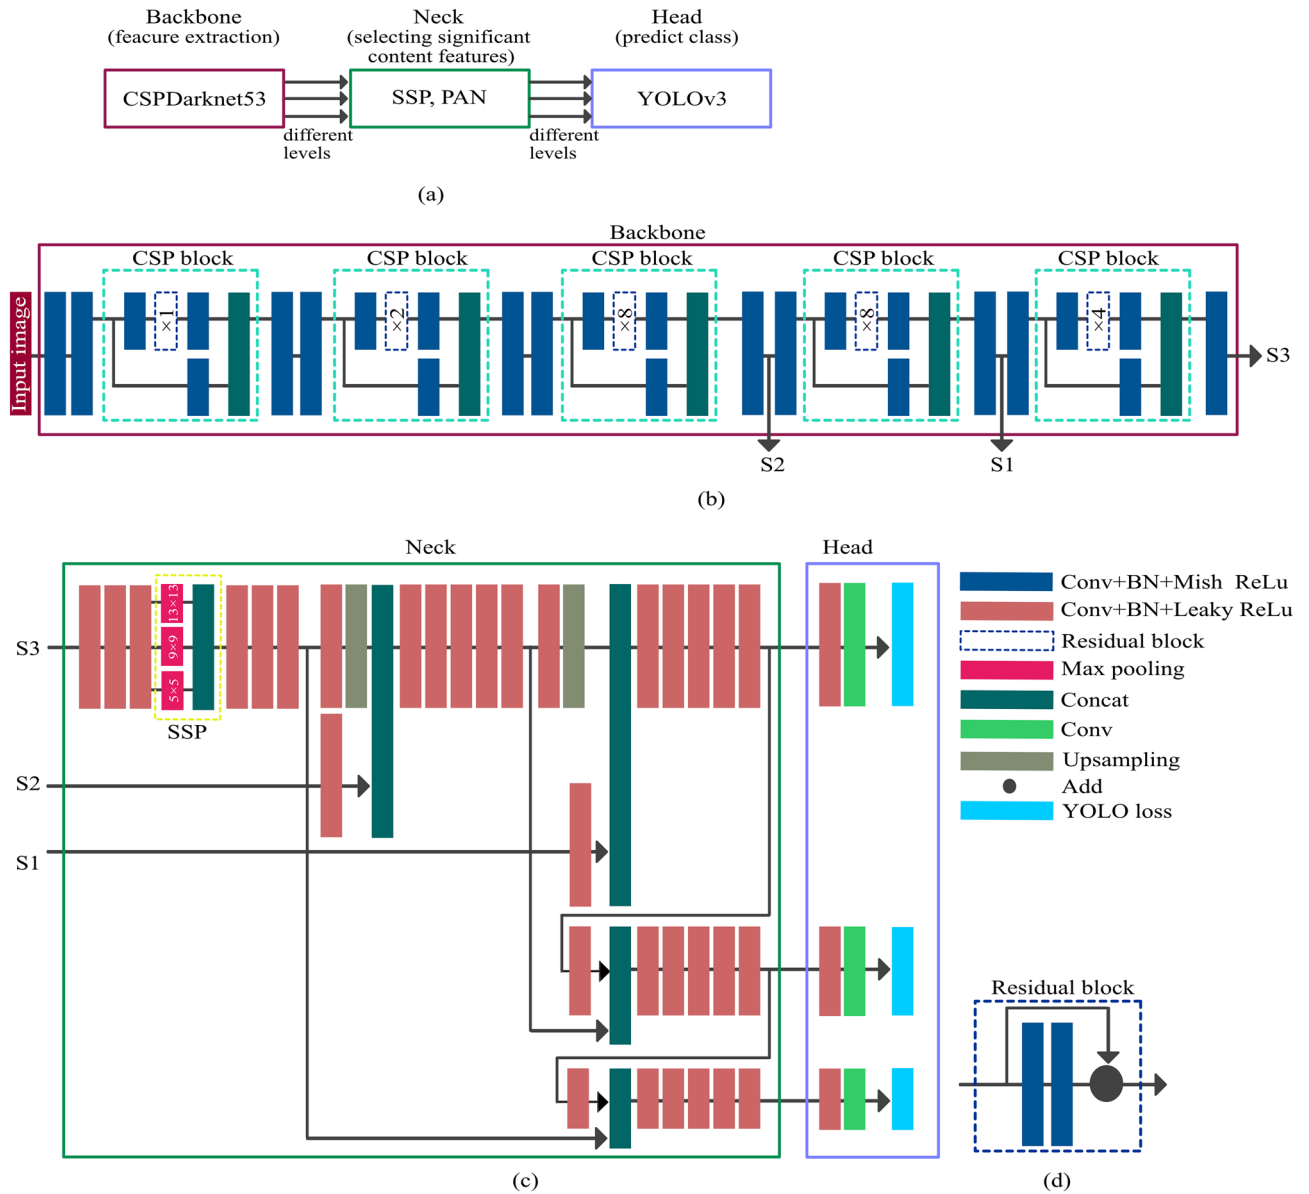 Backbone
(feacure extraction)
Neck
(selecting significant
content features)
Head
(predict class)
CSPDarknet53
SSP, PAN
YOLOv3
different
levels
different
levels
(a)
Backbone
CSP block
CSP block
CSP block
CSP block
CSP block
Input image
×1
×2
×8
×8
×4
S3
S2
S1
(b)
Neck
Head
S3
13×13
9×9
5×5
SSP
S2
S1
Conv+BN+Mish ReLu
Conv+BN+Leaky ReLu
Residual block
Max pooling
Concat
Conv
Upsampling
Add
YOLO loss
Residual block
(c)
(d)